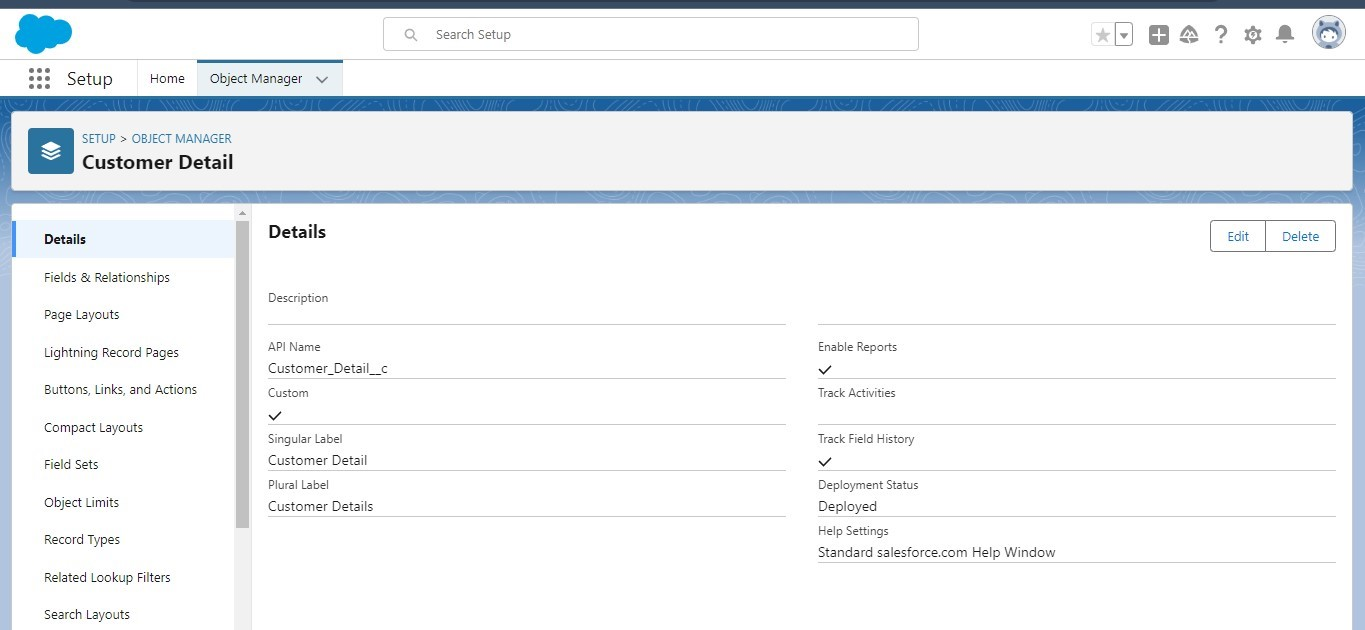 Search Setup
Setup
Home
Object Manager
SETUP > OBJECT MANAGER
Customer Detail
Details
Fields & Relationships
Page Layouts
Lightning Record Pages
Buttons, Links, and Actions
Compact Layouts
Field Sets
Object Limits
Record Types
Related Lookup Filters
Search Layouts
Details
Edit
Delete
Description
API Name
Customer_Detail__c
Custom
Singular Label
Customer Detail
Plural Label
Customer Details
Enable Reports
Track Activities
Track Field History
Deployment Status
Deployed
Help Settings
Standard salesforce.com Help Window